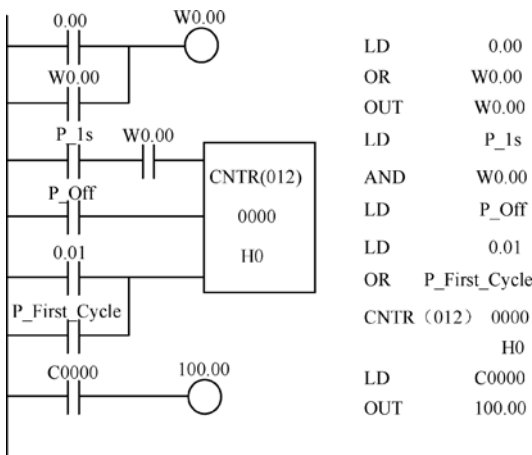 0.00
W0.00
W0.00
P_1s
W0.00
P_Off
CNTR(012)
0000
H0
0.01
P_First_Cycle
C0000
100.00
LD 0.00
OR W0.00
OUT W0.00
LD P_1s
AND W0.00
LD P_Off
LD 0.01
OR P_First_Cycle
CNTR（012） 0000
H0
LD C0000
OUT 100.00